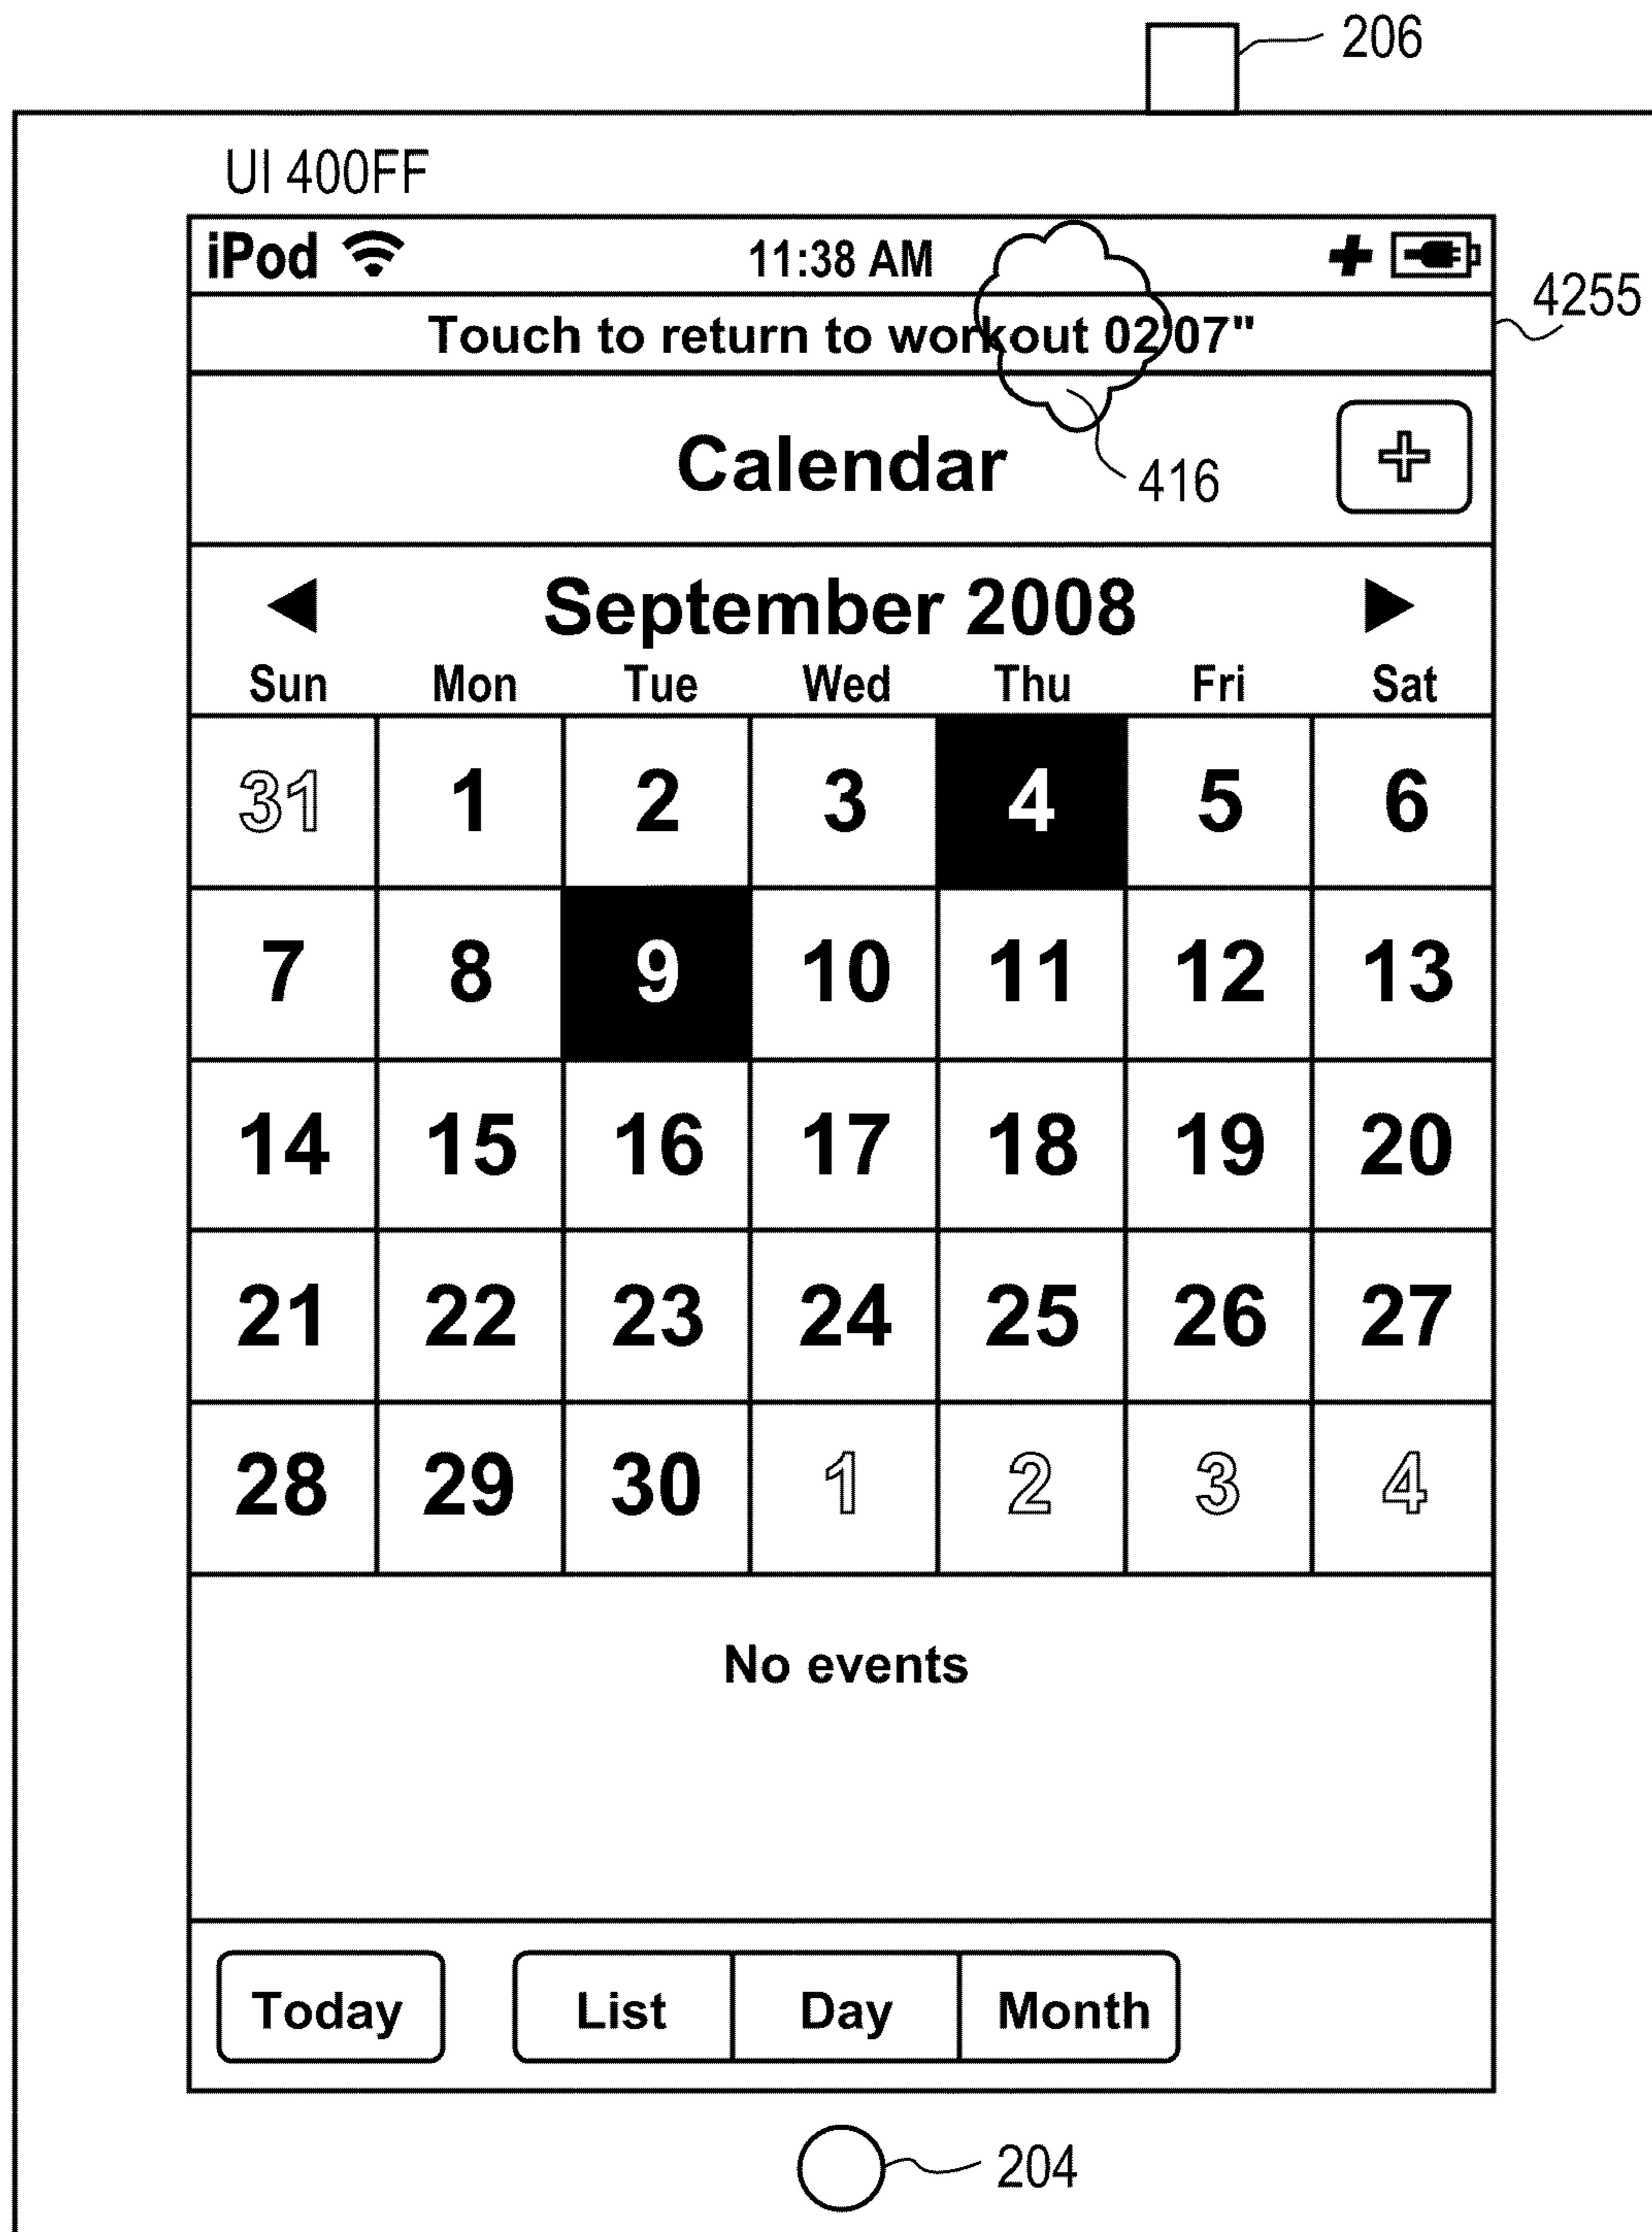 206
UI 400FF
iPod 11:38 AM
4255
Touch to return to workout 02'07"
Calendar
416
September 2008
Sun Mon Tue Wed Thu Fri Sat
31 1 2 3 4 5 6
7 8 9 10 11 12 13
14 15 16 17 18 19 20
21 22 23 24 25 26 27
28 29 30 1 2 3 4
No events
Today List Day Month
204